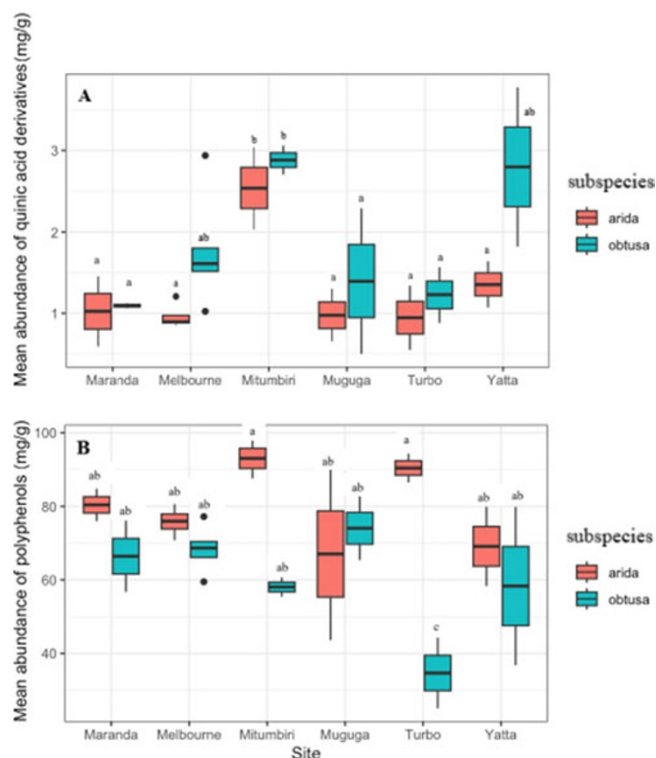 Mean abundance of quinic acid derivatives (mg/g)
A
3
2
1
a
a
a
ab
b
b
a
a
a
a
a
ab
Maranda Melbourne Mitumbiri Muguga Turbo Yatta
subspecies
arida
obtusa
Mean abundance of polyphenols (mg/g)
B
100
80
60
40
ab
ab
ab
ab
a
ab
ab
ab
a
c
ab
ab
Maranda Melbourne Mitumbiri Muguga Turbo Yatta
Site
subspecies
arida
obtusa